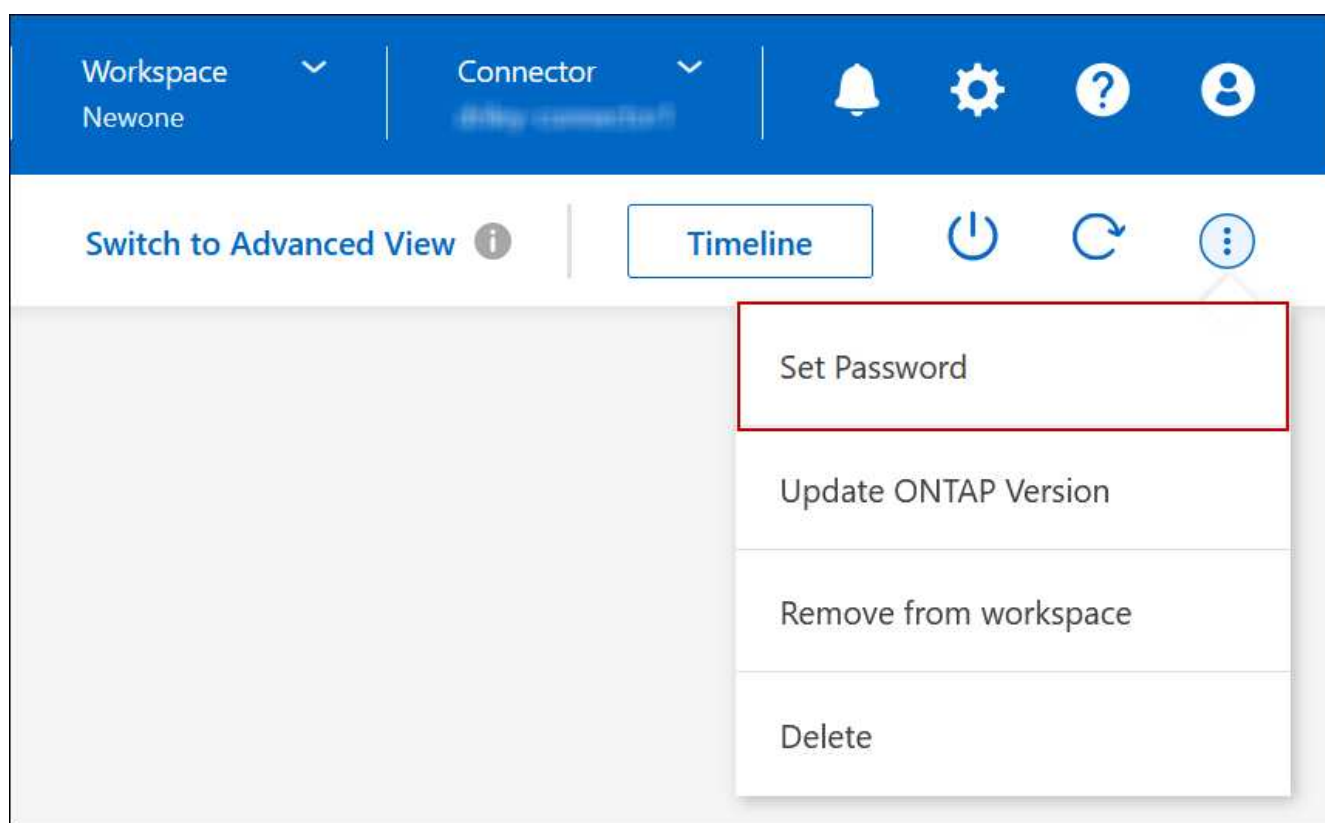 Workspace
Connector
Newone
Switch to Advanced View
Timeline
Set Password
Update ONTAP Version
Remove from workspace
Delete